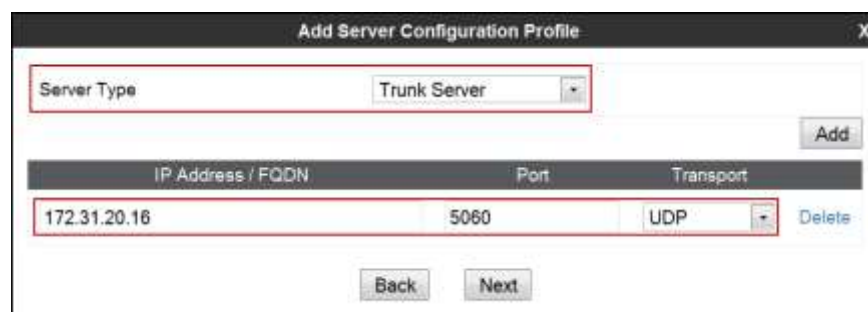 Add Server Configuration Profile X
Server Type Trunk Server
Add
IP Address / FQDN Port Transport
172.31.20.16 5060 UDP Delete
Back Next